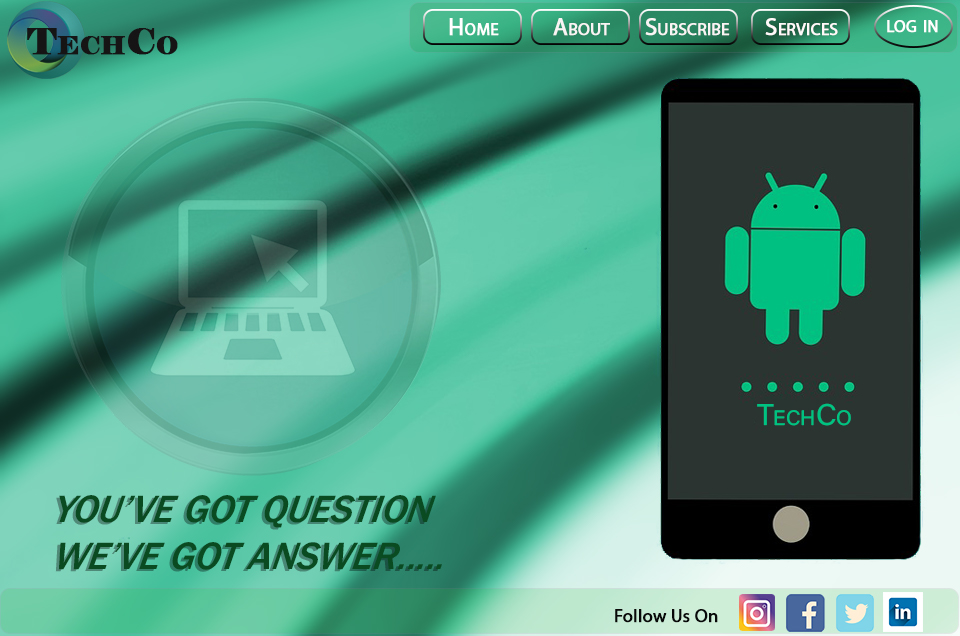 TechCo
Home About Subscribe Services LOG IN
TechCo
YOU'VE GOT QUESTION
WE'VE GOT ANSWER.....
Follow Us On
in